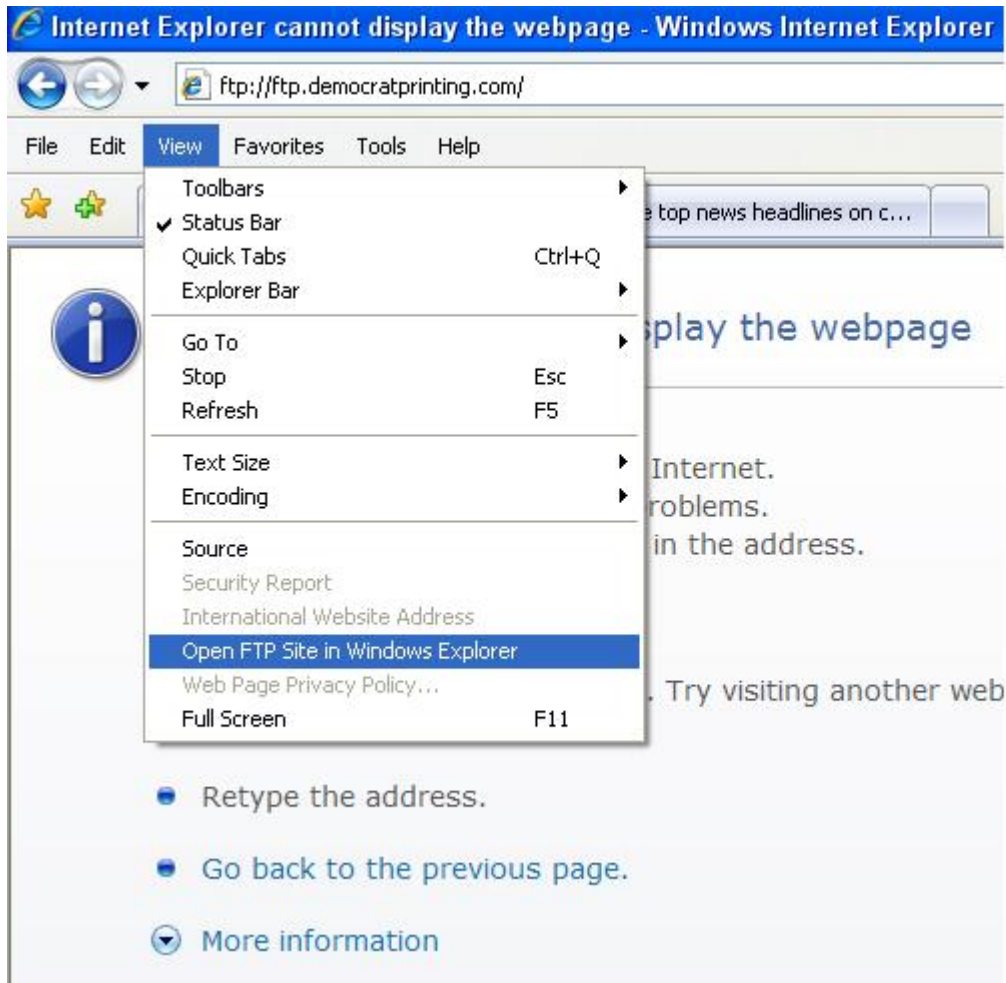 Internet Explorer cannot display the webpage - Windows Internet Explorer
ftp://ftp.democratprinting.com/
File Edit View Favorites Tools Help
Toolbars
e top news headlines on c...
Status Bar
Quick Tabs Ctrl+Q
Explorer Bar
splay the webpage
Go To
Stop Esc
Refresh F5
Text Size
Internet.
Encoding
roblems.
in the address.
Source
Security Report
International Website Address
Open FTP Site in Windows Explorer
Web Page Privacy Policy...
. Try visiting another web
Full Screen F11
Retype the address.
Go back to the previous page.
More information